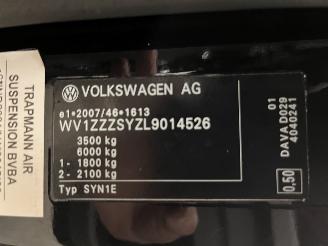 VOLKSWAGEN AG
e1*2007/46*1613
WV1ZZZSYZL9014526
3500 kg
6000 kg
1- 1800 kg
2- 2100 kg
Typ SYN1E
01
DAVA D029
4040241
0.50
TRAPMANN AIR
SUSPENSION BVBA